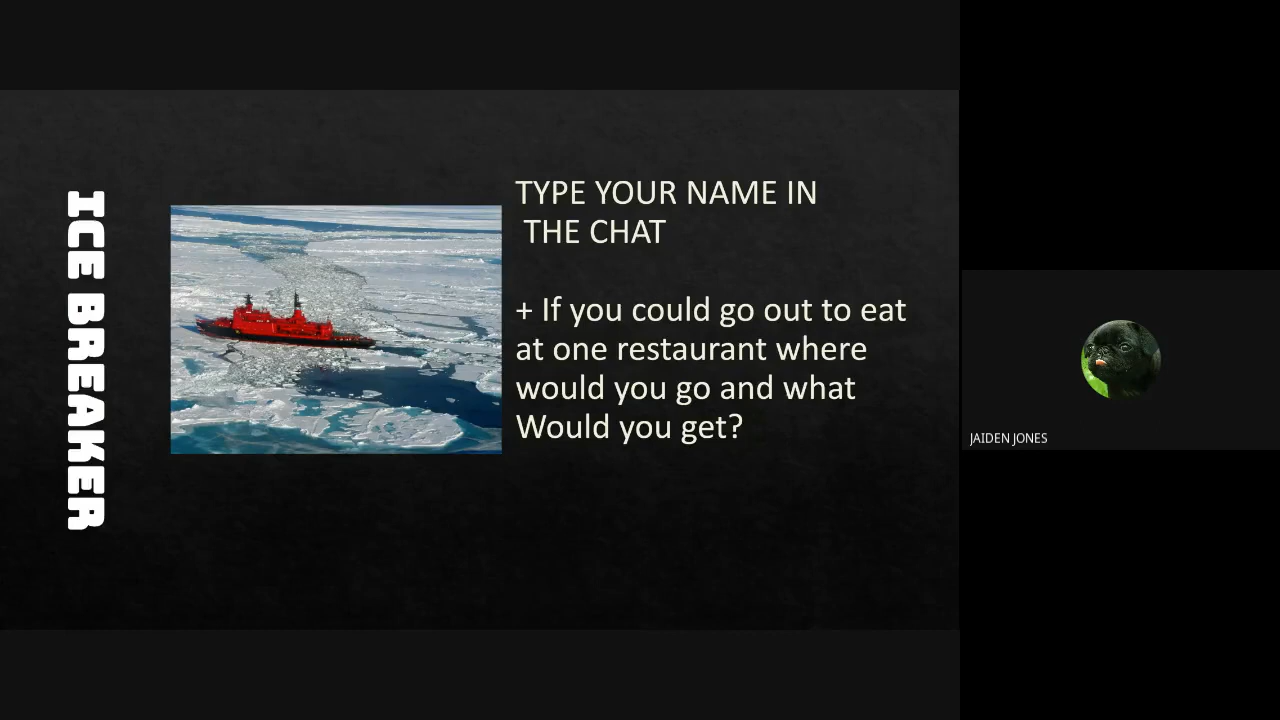 ICE BREAKER
TYPE YOUR NAME IN
THE CHAT
+ If you could go out to eat
at one restaurant where
would you go and what
Would you get?
JAIDEN JONES